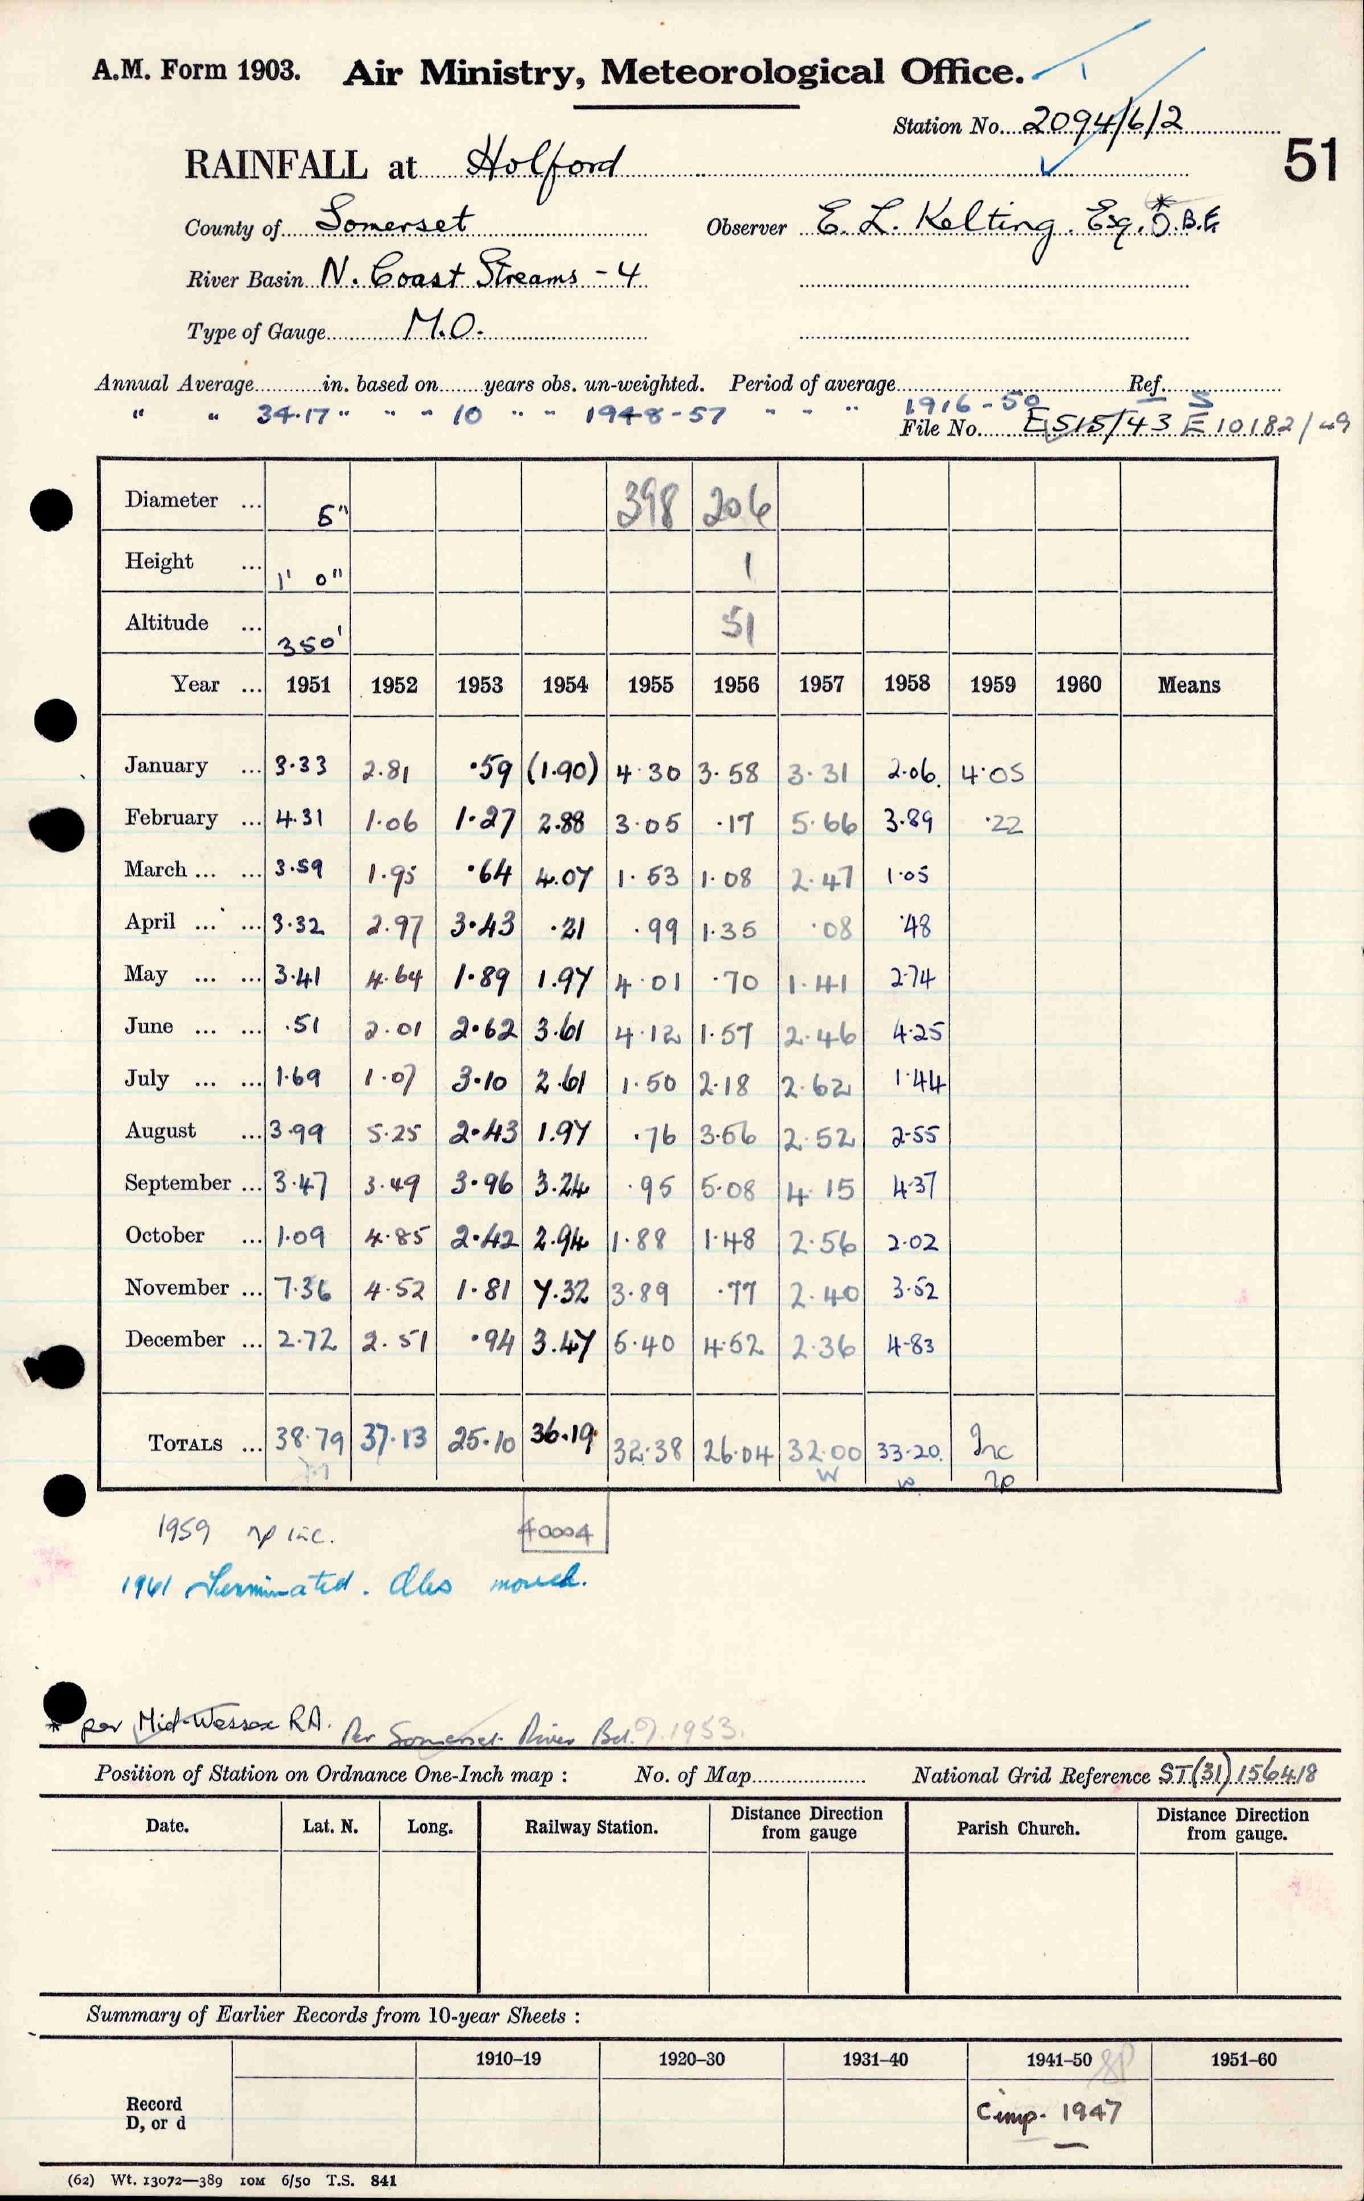 A.M. Form 1903. Air Ministry, Meteorological Office.
Station No. 2094/6/2
51
RAINFALL at Holford
County of Somerset Observer E. L. Kelting. Esq. * O.B.E
River Basin N. Coast Streams - 4
Type of Gauge M.O.
Annual Average in. based on years obs. un-weighted. Period of average Ref.
" " 34.17 " " " 10 " " 1948-57 " " " 1916-50 S
File No. E515/43 E10182/49
Diameter ... 5" 398 206
Height ... 1' 0" 1
Altitude ... 350' 51
Year ... 1951 1952 1953 1954 1955 1956 1957 1958 1959 1960 Means
January ... 3.33 2.81 .59 (1.90) 4.30 3.58 3.31 2.06 4.05
February ... 4.31 1.06 1.27 2.88 3.05 .17 5.66 3.89 .22
March ... ... 3.59 1.95 .64 4.07 1.53 1.08 2.47 1.05
April ... ... 3.32 2.97 3.43 .21 .99 1.35 .08 .48
May ... ... 3.41 4.64 1.89 1.97 4.01 .70 1.41 2.74
June ... ... .51 2.01 2.62 3.61 4.12 1.57 2.46 4.25
July ... ... 1.69 1.07 3.10 2.61 1.50 2.18 2.62 1.44
August ... 3.99 5.25 2.43 1.97 .76 3.56 2.52 2.55
September ... 3.47 3.49 3.96 3.24 .95 5.08 4.15 4.37
October ... 1.09 4.85 2.42 2.94 1.88 1.48 2.56 2.02
November ... 7.36 4.52 1.81 7.32 3.89 .77 2.40 3.52
December ... 2.72 2.51 .94 3.47 5.40 4.52 2.36 4.83
TOTALS ... 38.79 37.13 25.10 36.19 32.38 26.04 32.00 33.20 Inc
W W np
1959 np inc. 40004
1961 Terminated. Obs moved.
* per Mid-Wessex R.A. Per Somerset River Bd. 1953.
Position of Station on Ordnance One-Inch map : No. of Map National Grid Reference ST(31)156418
Date. Lat. N. Long. Railway Station. Distance Direction from gauge Parish Church. Distance Direction from gauge.
Summary of Earlier Records from 10-year Sheets :
1910–19 1920–30 1931–40 1941–50 1951–60
Record D, or d Cimp. 1947
(62) Wt. 13072—389 10M 6/50 T.S. 841